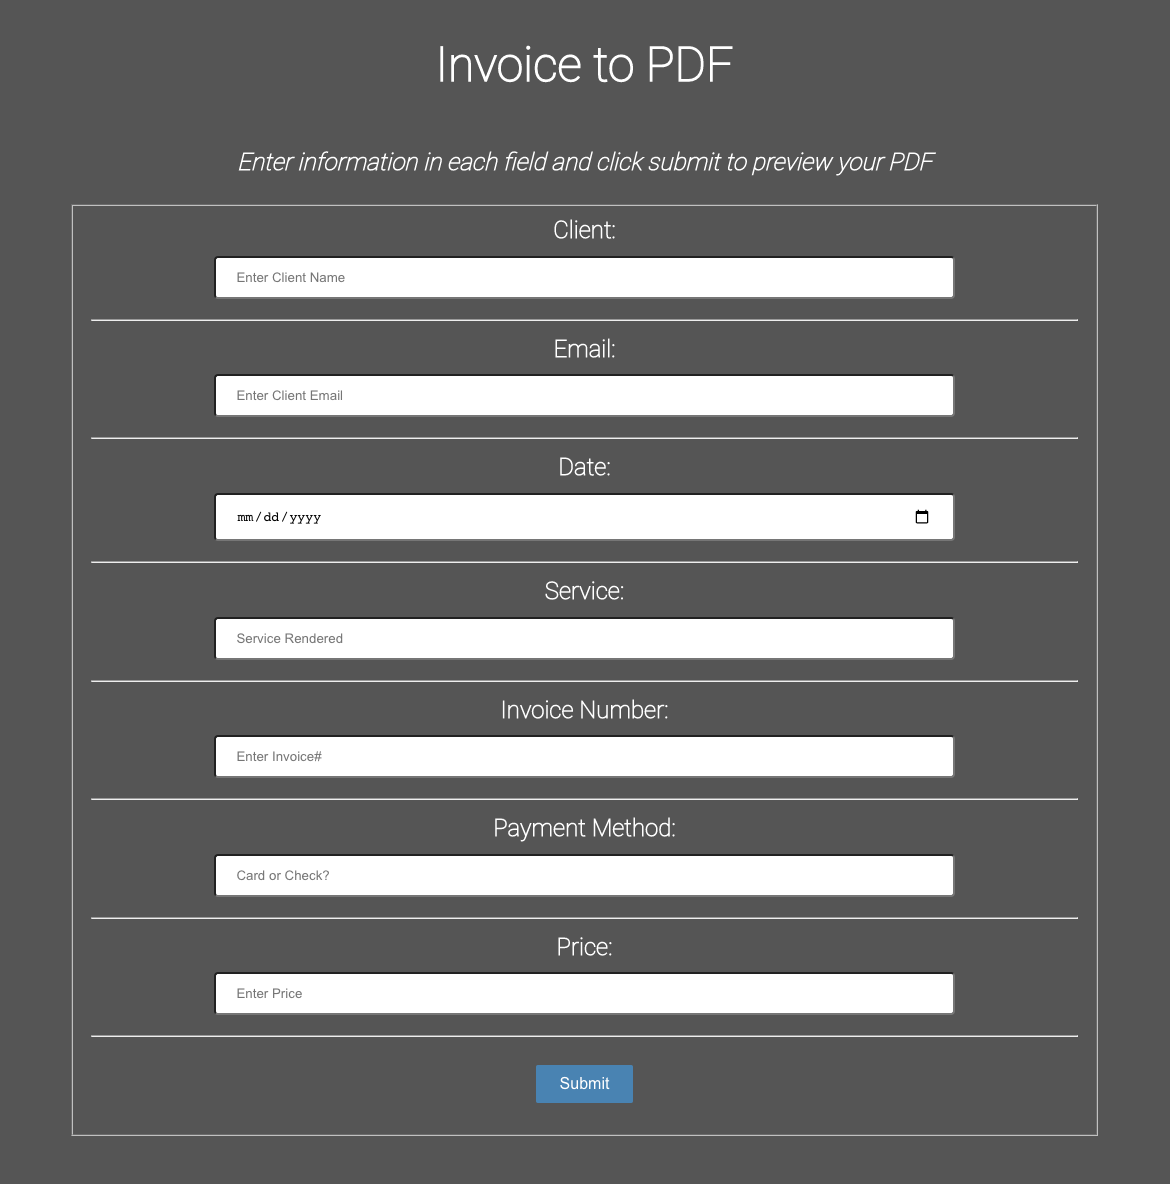 Invoice to PDF
Enter information in each field and click submit to preview your PDF
Client:
Enter Client Name
Email:
Enter Client Email
Date:
mm/dd/yyyy
Service:
Service Rendered
Invoice Number:
Enter Invoice#
Payment Method:
Card or Check?
Price:
Enter Price
Submit